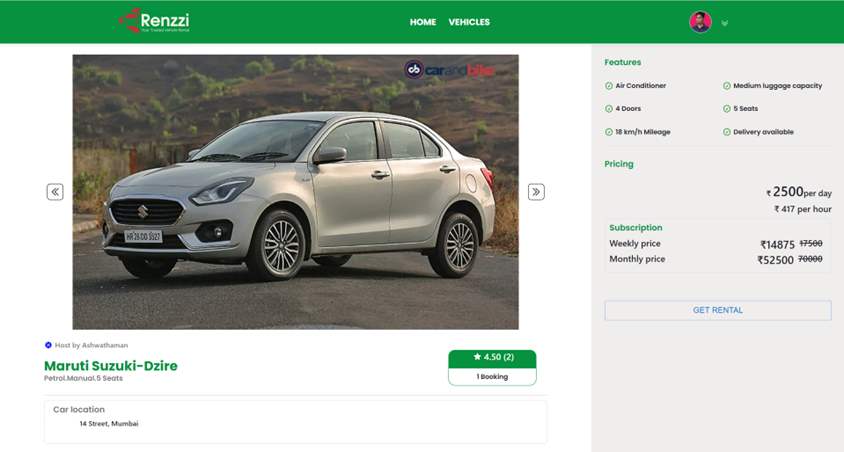 Renzzi
Your Trusted Vehicle Rental
HOME VEHICLES
carandbike
HR 26 DD 5527
Host by Ashwathaman
Maruti Suzuki-Dzire
Petrol.Manual.5 Seats
4.50 (2)
1 Booking
Car location
14 Street, Mumbai
Features
Air Conditioner Medium luggage capacity
4 Doors 5 Seats
18 km/h Mileage Delivery available
Pricing
₹ 2500per day
₹ 417 per hour
Subscription
Weekly price ₹14875 17500
Monthly price ₹52500 70000
GET RENTAL